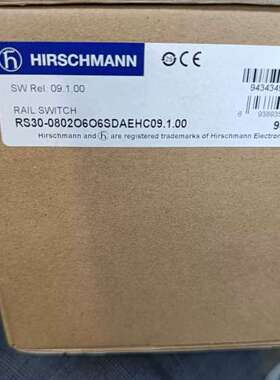 HIRSCHMANN
CE
SW Rel. 09.1.00
RAIL SWITCH
RS30-0802O6O6SDAEHC09.1.00
Hirschmann and h are registered trademarks of Hirschmann Electron